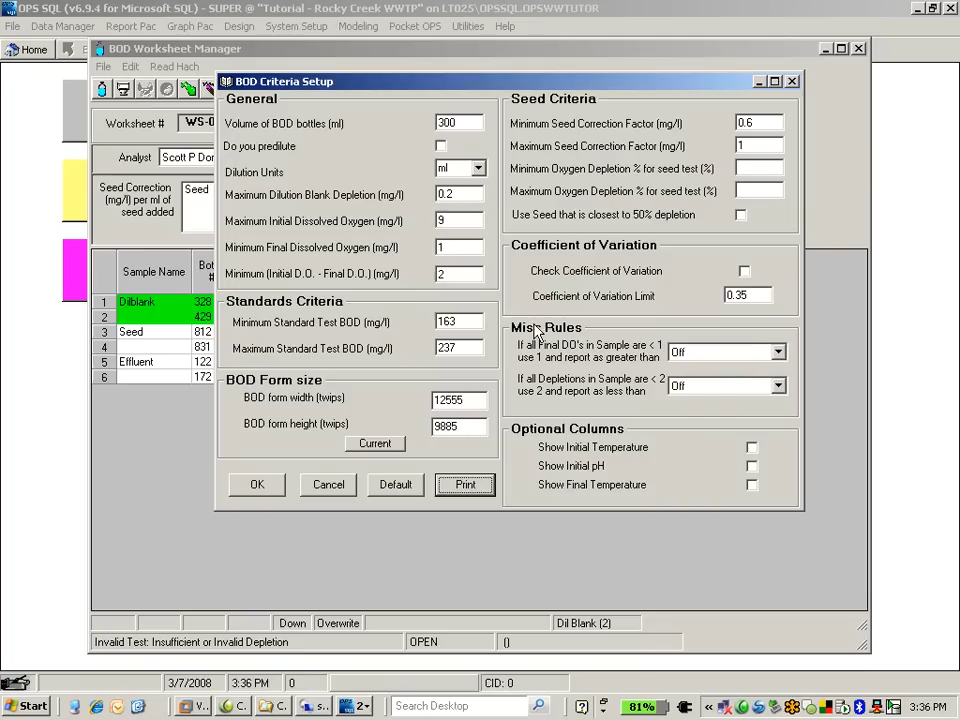 OPS SQL (v6.9.4 for Microsoft SQL) - SUPER @ "Tutorial - Rocky Creek WWTP" on LT025\OPSSQL.OPSWWTUTOR
File Data Manager Report Pac Graph Pac Design System Setup Modeling Pocket OPS Utilities Help
Home
BOD Worksheet Manager
File Edit Read Hach
Worksheet # WS-0
Analyst Scott P Dor
Seed Correction (mg/l) per ml of seed added
Seed
Sample Name Bot #
1 Dilblank 328
2 429
3 Seed 812
4 831
5 Effluent 122
6 172
BOD Criteria Setup
General
Volume of BOD bottles (ml) 300
Do you predilute
Dilution Units ml
Maximum Dilution Blank Depletion (mg/l) 0.2
Maximum Initial Dissolved Oxygen (mg/l) 9
Minimum Final Dissolved Oxygen (mg/l) 1
Minimum (Initial D.O. - Final D.O.) (mg/l) 2
Standards Criteria
Minimum Standard Test BOD (mg/l) 163
Maximum Standard Test BOD (mg/l) 237
BOD Form size
BOD form width (twips) 12555
BOD form height (twips) 9885
Current
OK Cancel Default Print
Seed Criteria
Minimum Seed Correction Factor (mg/l) 0.6
Maximum Seed Correction Factor (mg/l) 1
Minimum Oxygen Depletion % for seed test (%)
Maximum Oxygen Depletion % for seed test (%)
Use Seed that is closest to 50% depletion
Coefficient of Variation
Check Coefficient of Variation
Coefficient of Variation Limit 0.35
Misc Rules
If all Final DO's in Sample are < 1
use 1 and report as greater than Off
If all Depletions in Sample are < 2
use 2 and report as less than Off
Optional Columns
Show Initial Temperature
Show Initial pH
Show Final Temperature
Down Overwrite Dil Blank (2)
Invalid Test: Insufficient or Invalid Depletion OPEN ()
3/7/2008 3:36 PM 0 CID: 0
Start V.. C. C. s.. 2 Search Desktop 81% 3:36 PM